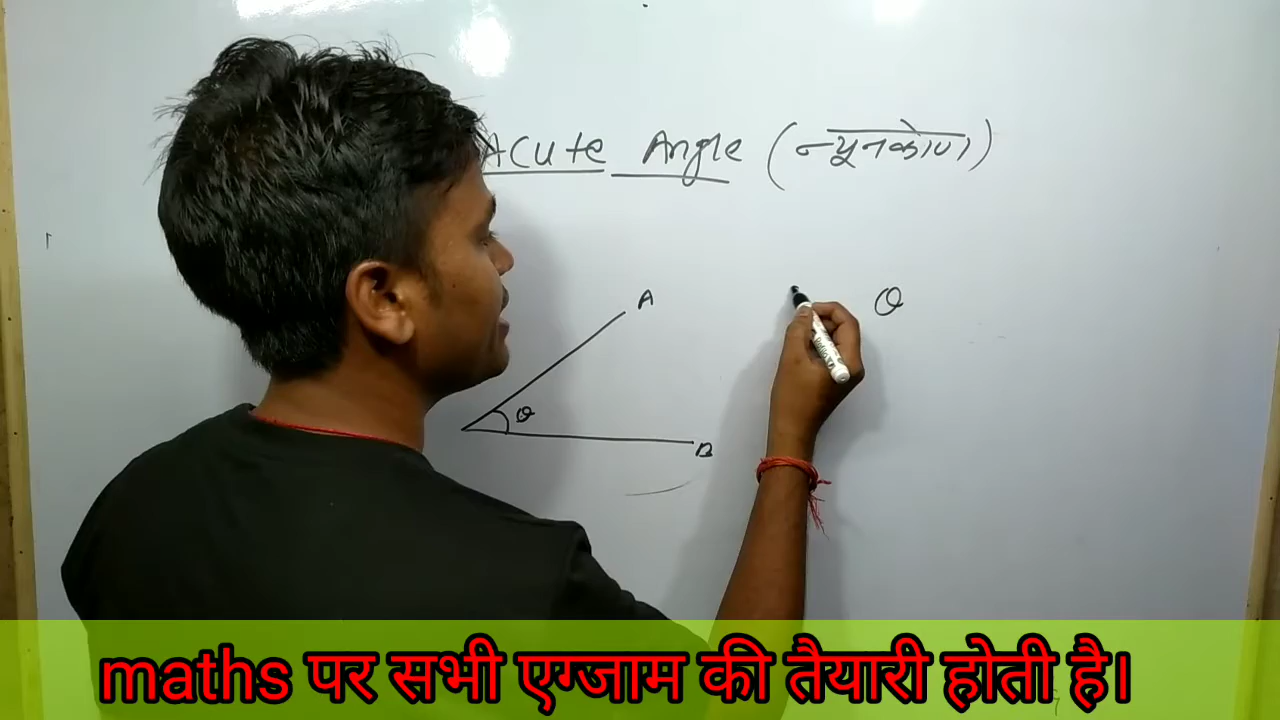 Acute Angle (न्यूनकोण)
A
θ
θ
B
maths पर सभी एग्जाम की तैयारी होती है।